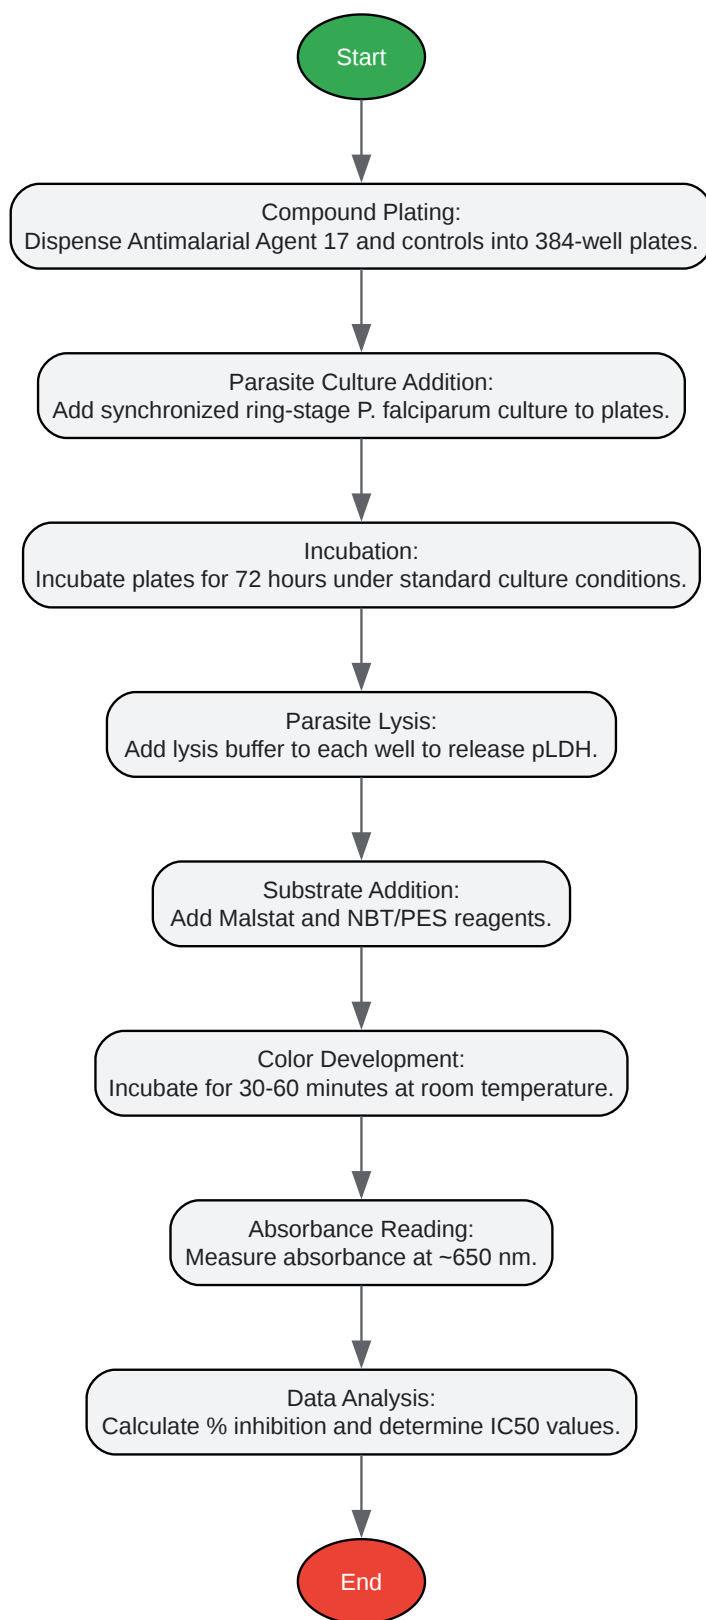 Start
Compound Plating:
Dispense Antimalarial Agent 17 and controls into 384-well plates.
Parasite Culture Addition:
Add synchronized ring-stage P. falciparum culture to plates.
Incubation:
Incubate plates for 72 hours under standard culture conditions.
Parasite Lysis:
Add lysis buffer to each well to release pLDH.
Substrate Addition:
Add Malstat and NBT/PES reagents.
Color Development:
Incubate for 30-60 minutes at room temperature.
Absorbance Reading:
Measure absorbance at ~650 nm.
Data Analysis:
Calculate % inhibition and determine IC50 values.
End